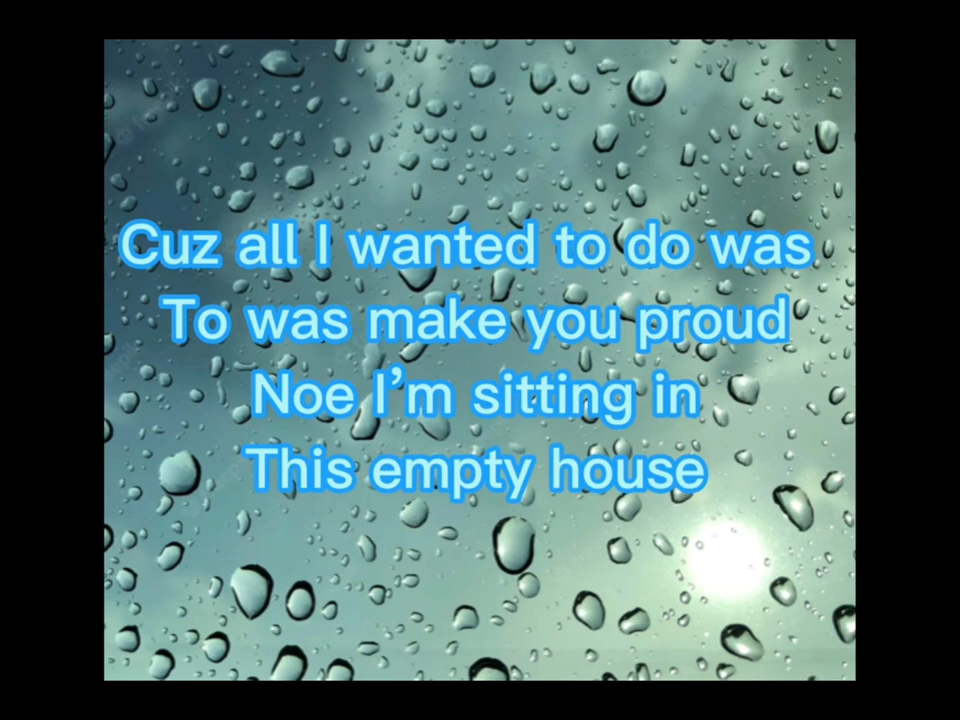 Cuz all I wanted to do was
To was make you proud
Noe I’m sitting in
This empty house